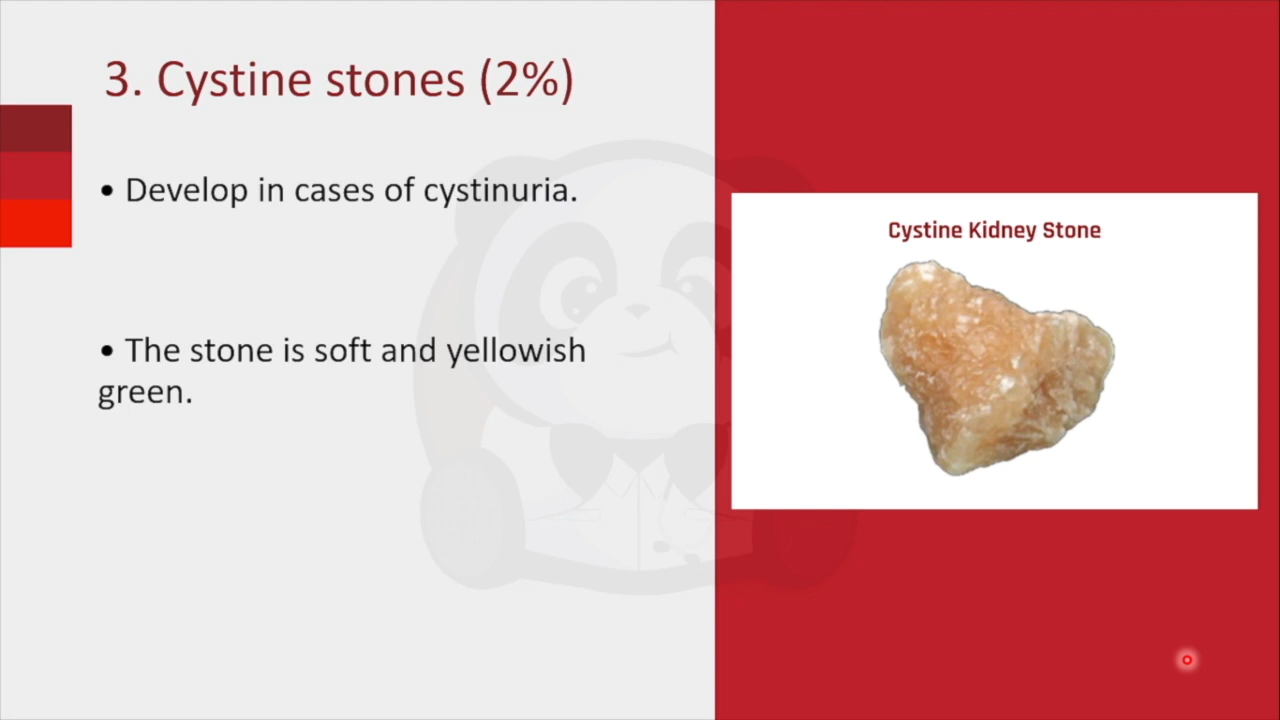 3. Cystine stones (2%)
• Develop in cases of cystinuria.
• The stone is soft and yellowish
green.
Cystine Kidney Stone